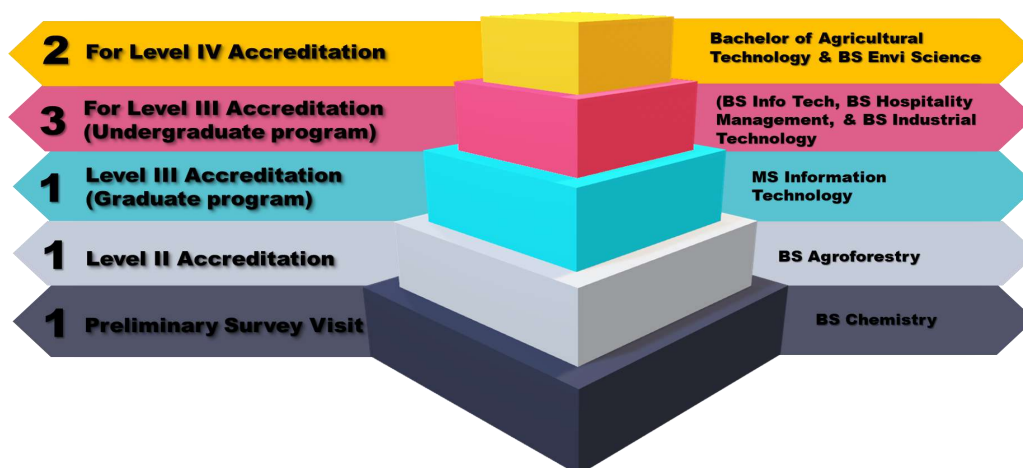 2 For Level IV Accreditation
Bachelor of Agricultural
Technology & BS Envi Science
3 For Level III Accreditation
(Undergraduate program)
(BS Info Tech, BS Hospitality
Management, & BS Industrial
Technology
1 Level III Accreditation
(Graduate program)
MS Information
Technology
1 Level II Accreditation
BS Agroforestry
1 Preliminary Survey Visit
BS Chemistry